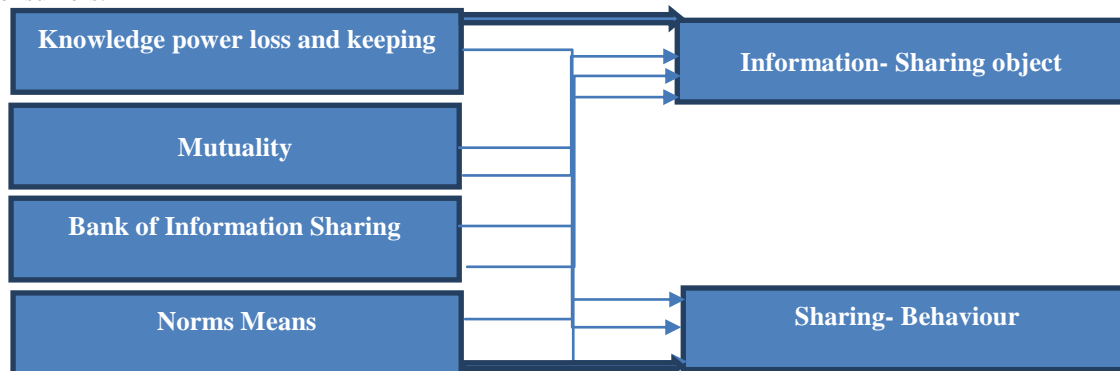 Knowledge power loss and keeping
Information- Sharing object
Mutuality
Bank of Information Sharing
Norms Means
Sharing- Behaviour